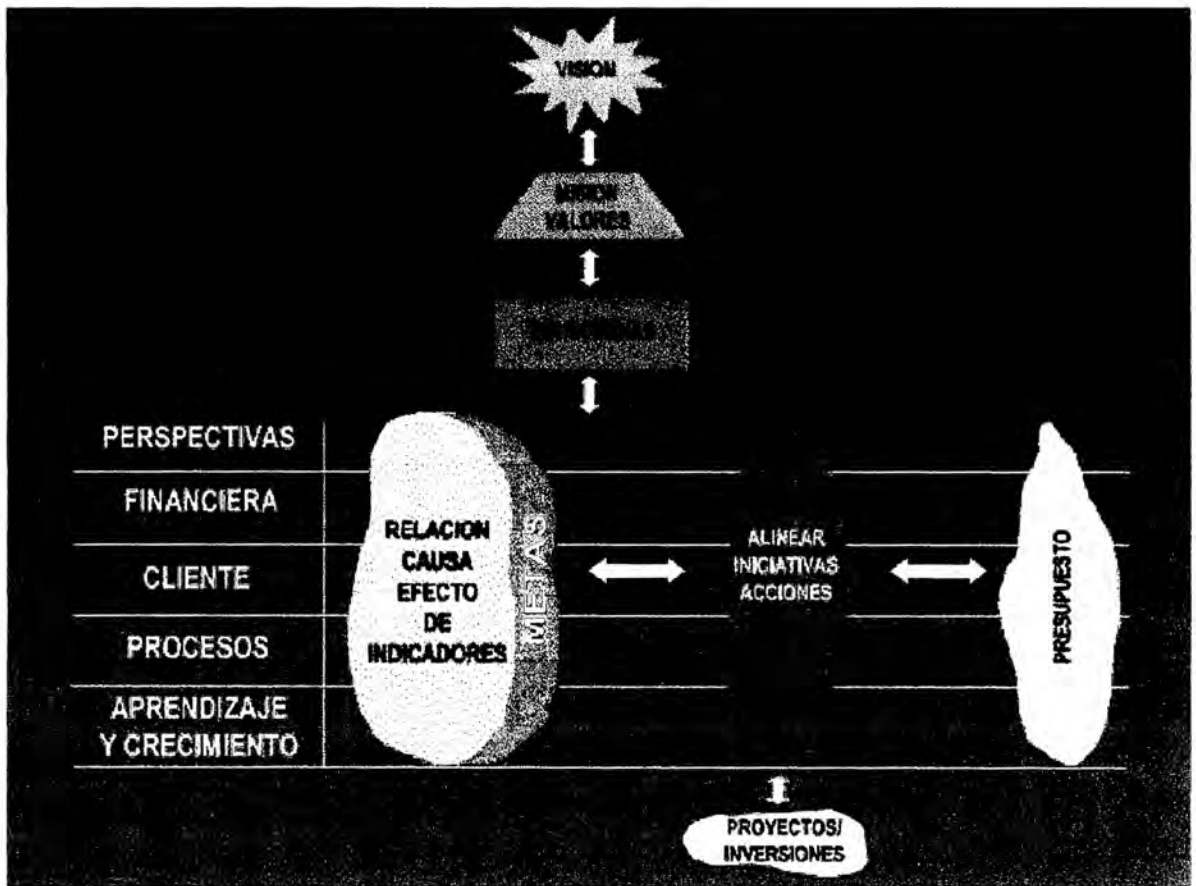 VISION
MISION
VALORES
PERSPECTIVAS
FINANCIERA
CLIENTE
PROCESOS
APRENDIZAJE
Y CRECIMIENTO
RELACION
CAUSA
EFECTO
DE
INDICADORES
METAS
ALINEAR
INICIATIVAS
ACCIONES
PRESUPUESTO
PROYECTOS/
INVERSIONES